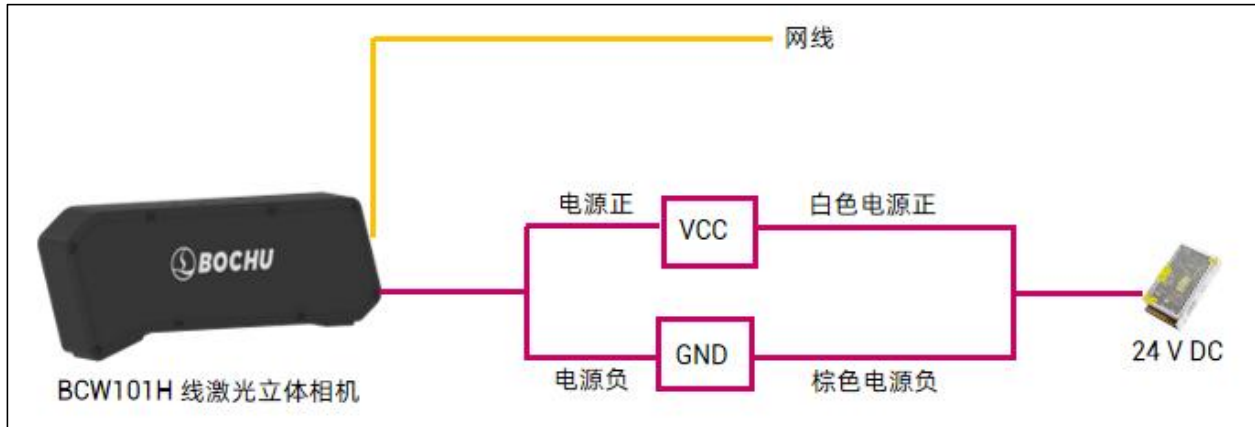 网线
电源正
VCC
白色电源正
BOCHU
GND
24 V DC
电源负
棕色电源负
BCW101H 线激光立体相机